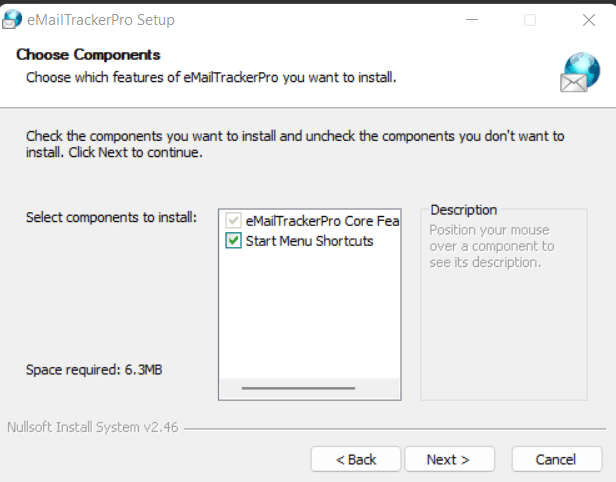 eMailTrackerPro Setup
Choose Components
Choose which features of eMailTrackerPro you want to install.
Check the components you want to install and uncheck the components you don't want to
install. Click Next to continue.
Select components to install:
eMailTrackerPro Core Fea
Start Menu Shortcuts
Description
Position your mouse
over a component to
see its description.
Space required: 6.3MB
Nullsoft Install System v2.46
< Back
Next >
Cancel